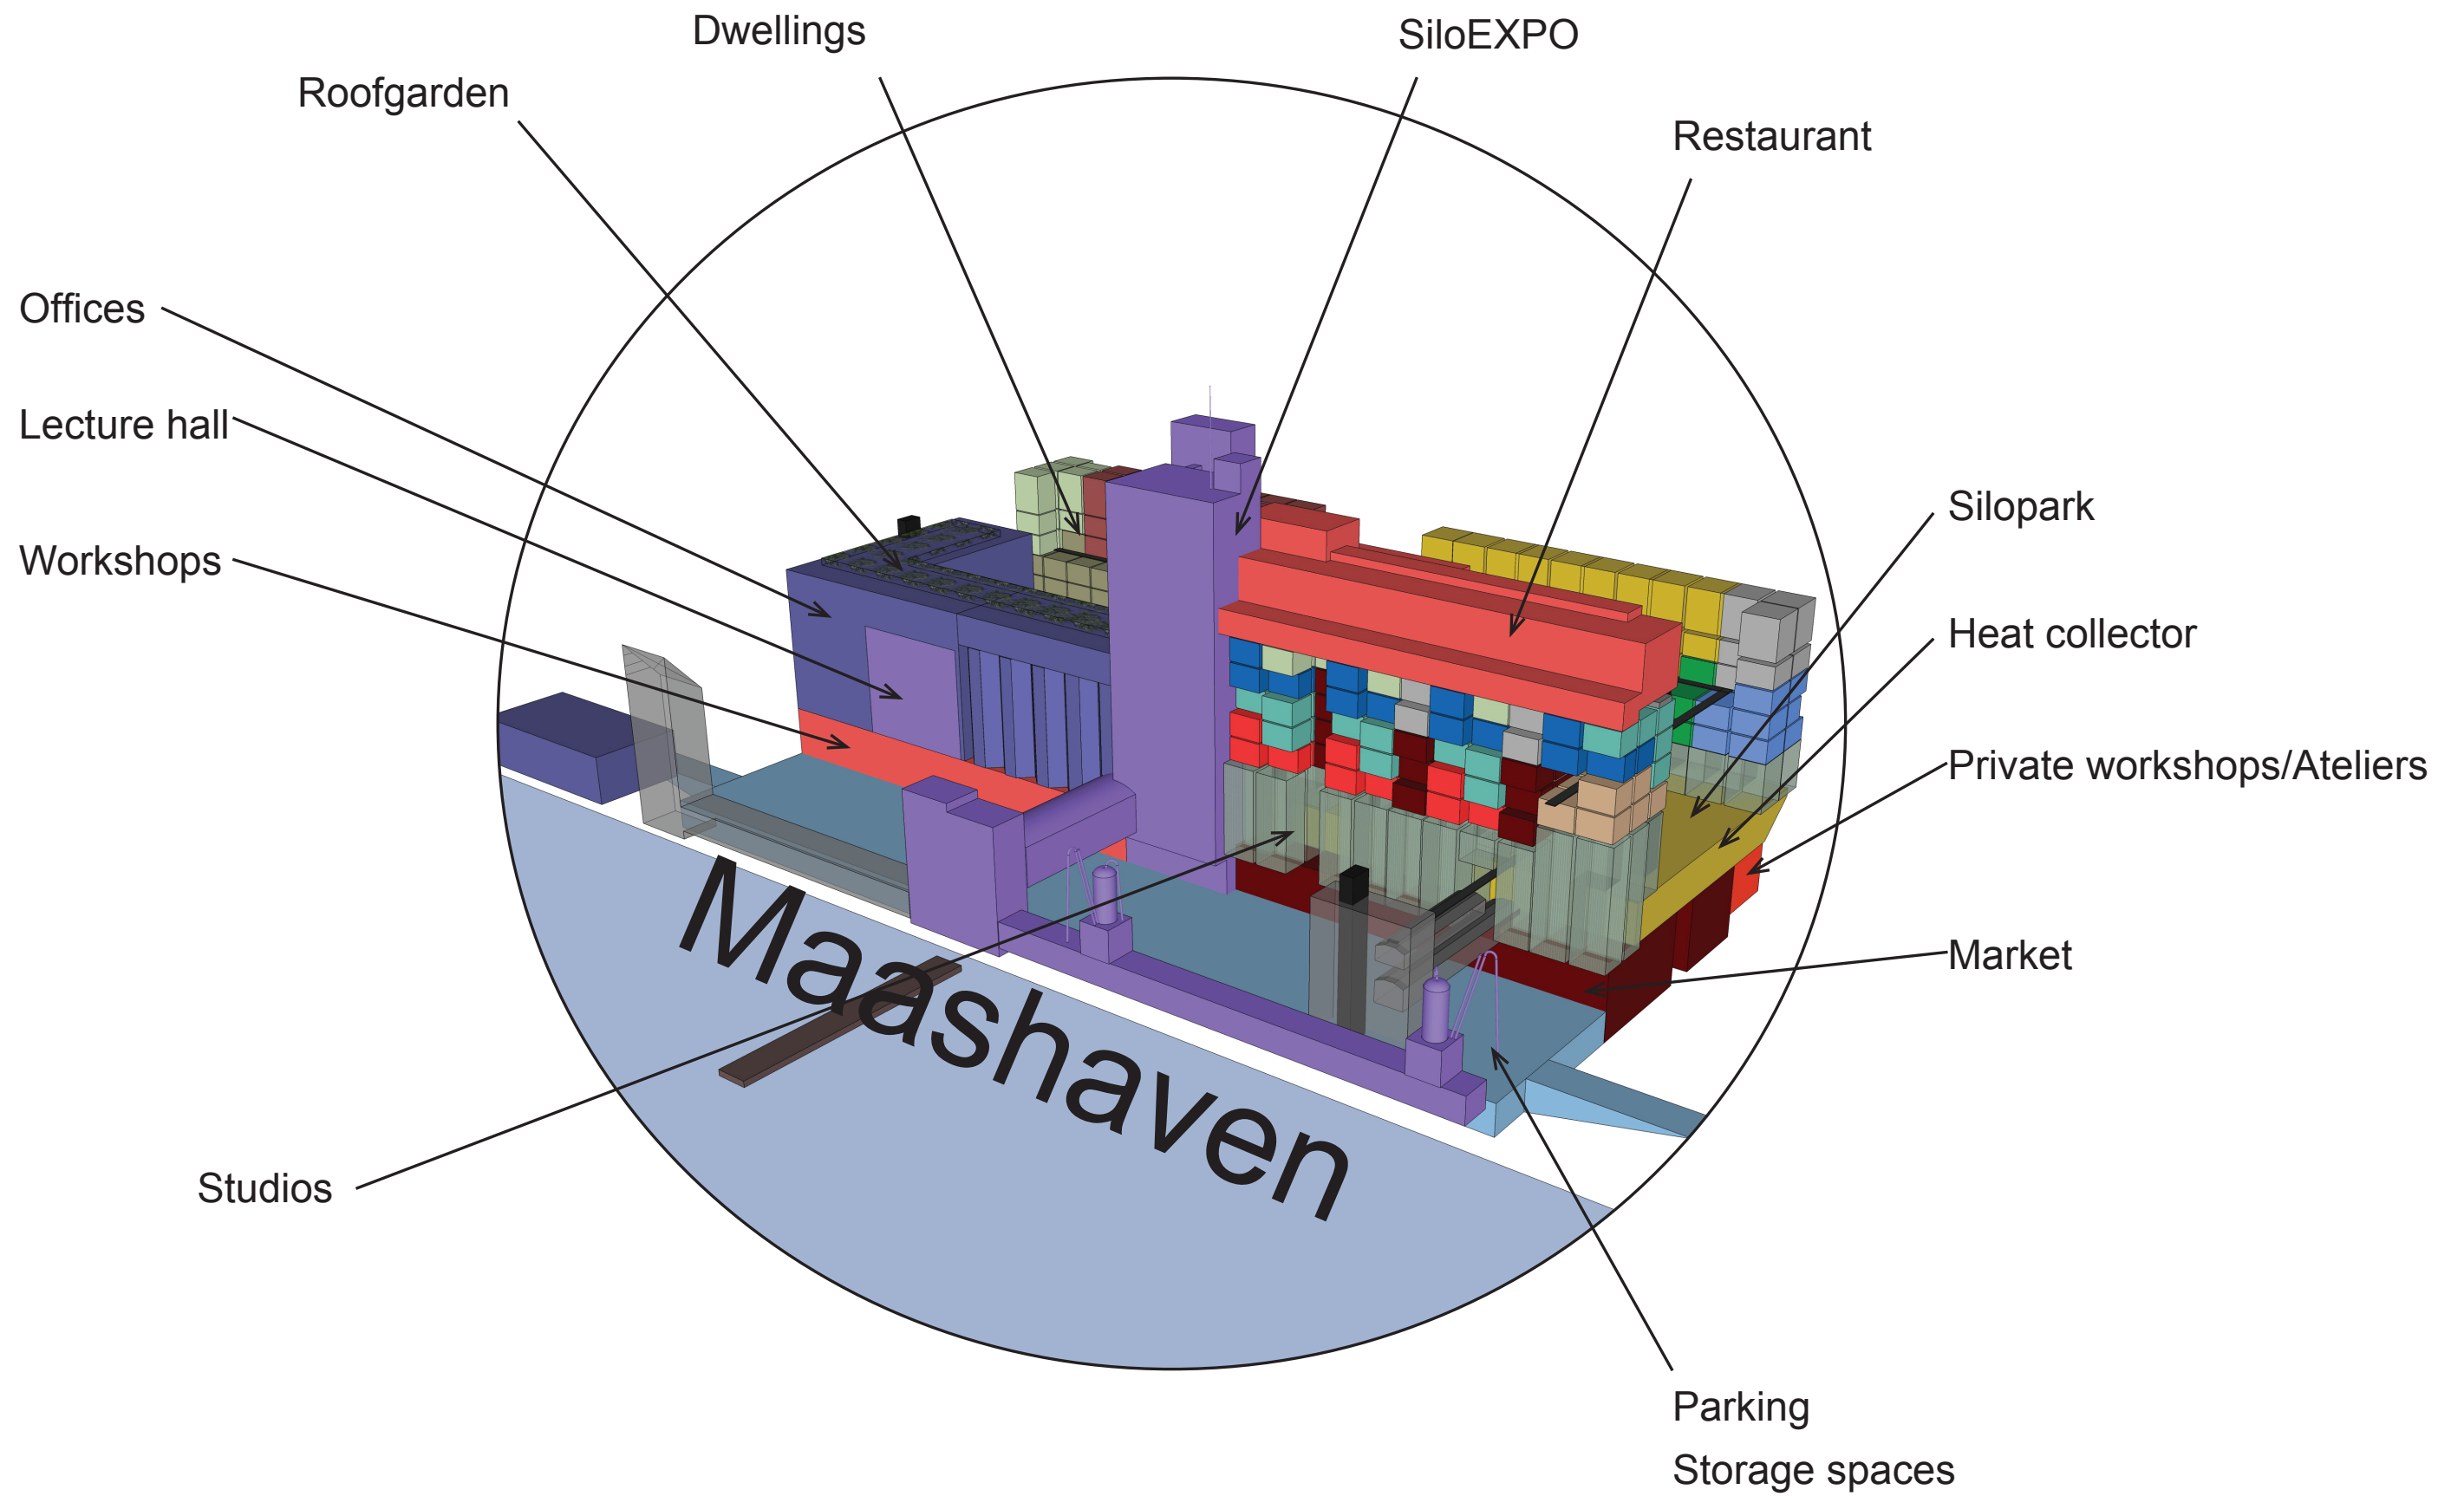 Dwellings
SiloEXPO
Roofgarden
Restaurant
Offices
Lecture hall
Silopark
Workshops
Heat collector
Private workshops/Ateliers
Market
Maashaven
Studios
Parking
Storage spaces